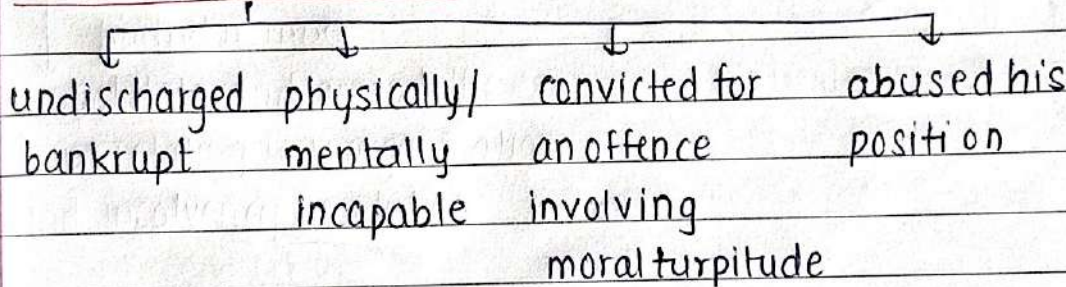 undischarged physically/ convicted for abused his
bankrupt mentally an offence position
incapable involving
moral turpitude